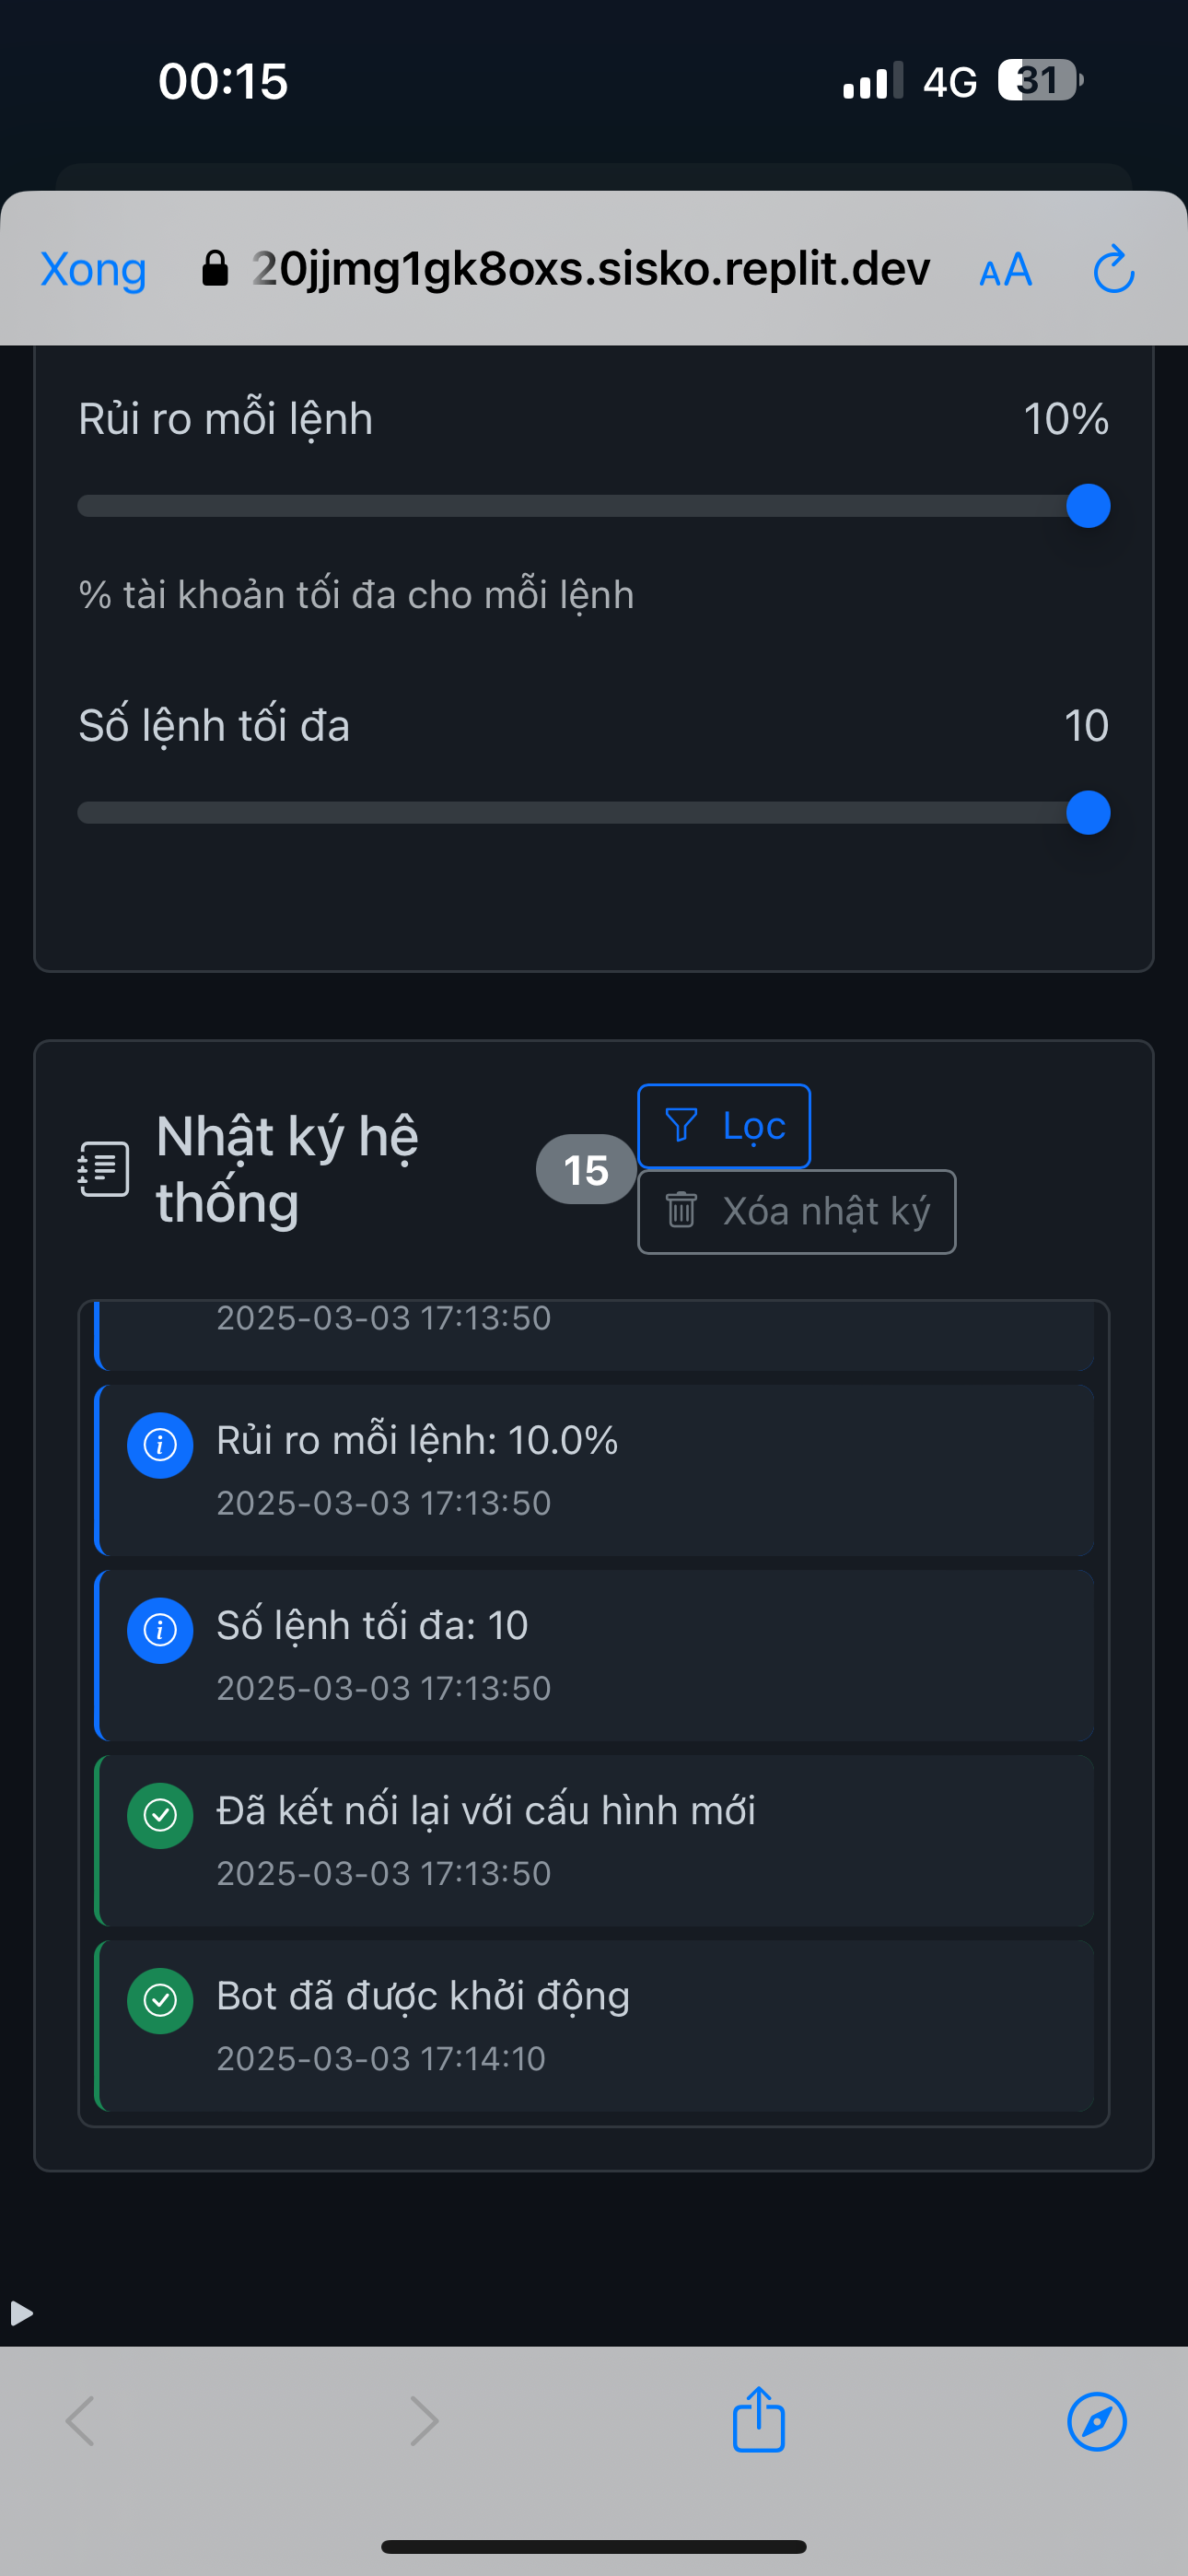 00:15
4G
31
Xong
20jjmg1gk8oxs.sisko.replit.dev
AA
Rủi ro mỗi lệnh
10%
% tài khoản tối đa cho mỗi lệnh
Số lệnh tối đa
10
Nhật ký hệ
thống
15
Lọc
Xóa nhật ký
2025-03-03 17:13:50
Rủi ro mỗi lệnh: 10.0%
2025-03-03 17:13:50
Số lệnh tối đa: 10
2025-03-03 17:13:50
Đã kết nối lại với cấu hình mới
2025-03-03 17:13:50
Bot đã được khởi động
2025-03-03 17:14:10